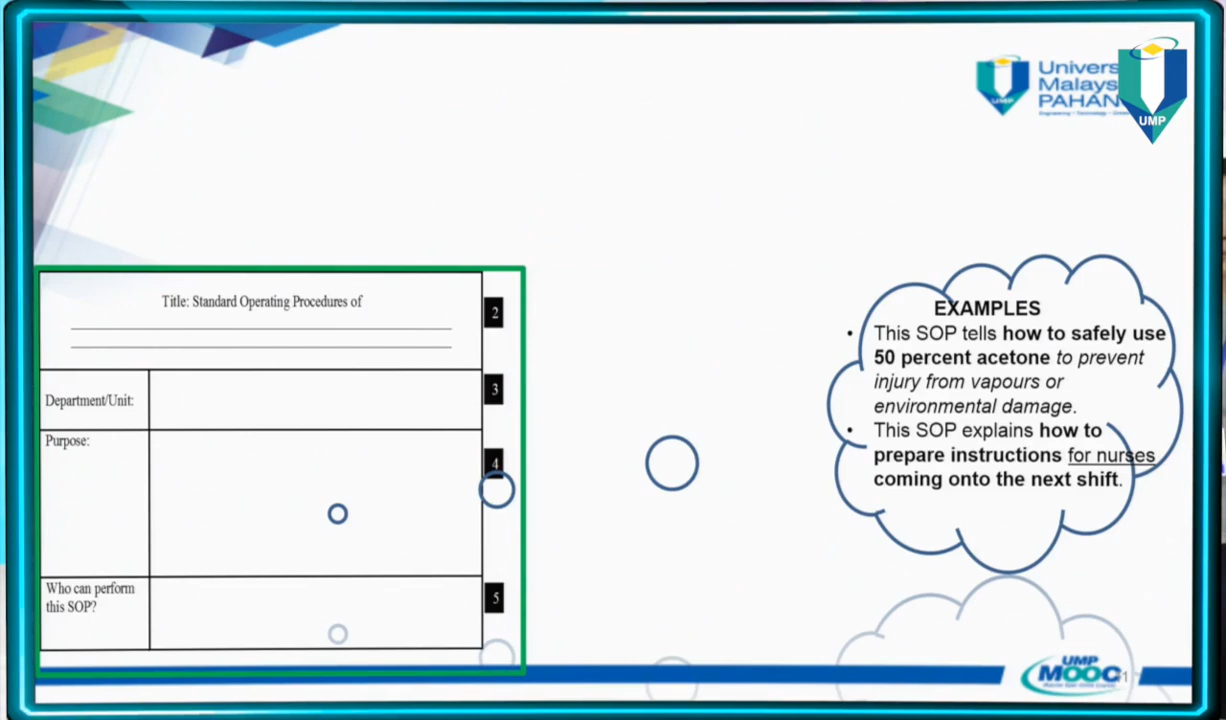 Univers
Malays
PAHAN
UMP
UMP
Title: Standard Operating Procedures of
2
Department/Unit:
3
Purpose:
4
Who can perform
this SOP?
5
EXAMPLES
• This SOP tells how to safely use
50 percent acetone to prevent
injury from vapours or
environmental damage.
• This SOP explains how to
prepare instructions for nurses
coming onto the next shift.
UMP
MOOC
1